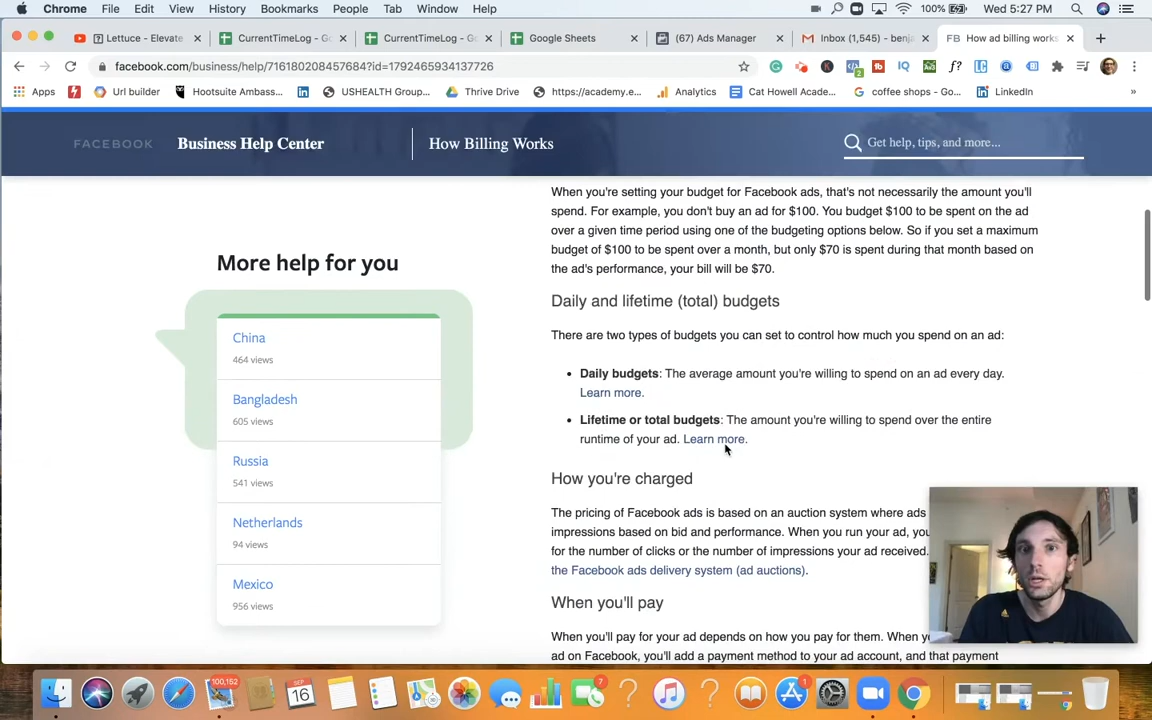 Chrome File Edit View History Bookmarks People Tab Window Help 100% Wed 5:27 PM
Lettuce - Elevate CurrentTimeLog - Go CurrentTimeLog - Go Google Sheets (67) Ads Manager Inbox (1,545) - benja FB How ad billing works
facebook.com/business/help/716180208457684?id=1792465934137726
Apps Url builder Hootsuite Ambass... USHEALTH Group... Thrive Drive https://academy.e... Analytics Cat Howell Acade... coffee shops - Go... LinkedIn »
FACEBOOK Business Help Center How Billing Works Get help, tips, and more...
More help for you
China
464 views
Bangladesh
605 views
Russia
541 views
Netherlands
94 views
Mexico
956 views
When you're setting your budget for Facebook ads, that's not necessarily the amount you'll
spend. For example, you don't buy an ad for $100. You budget $100 to be spent on the ad
over a given time period using one of the budgeting options below. So if you set a maximum
budget of $100 to be spent over a month, but only $70 is spent during that month based on
the ad's performance, your bill will be $70.
Daily and lifetime (total) budgets
There are two types of budgets you can set to control how much you spend on an ad:
• Daily budgets: The average amount you're willing to spend on an ad every day.
Learn more.
• Lifetime or total budgets: The amount you're willing to spend over the entire
runtime of your ad. Learn more.
How you're charged
The pricing of Facebook ads is based on an auction system where ads
impressions based on bid and performance. When you run your ad, you
for the number of clicks or the number of impressions your ad received.
the Facebook ads delivery system (ad auctions).
When you'll pay
When you'll pay for your ad depends on how you pay for them. When y
ad on Facebook, you'll add a payment method to your ad account, and that payment
100,152
SEP
16
7
1